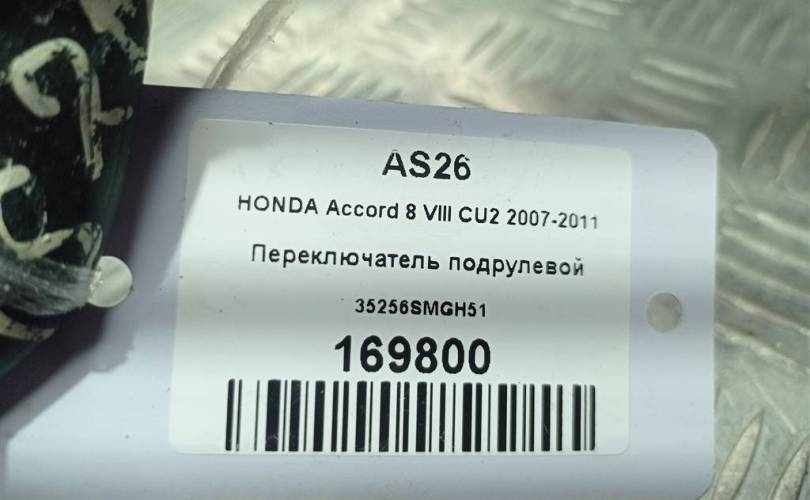 AS26
HONDA Accord 8 VIII CU2 2007-2011
Переключатель подрулевой
35256SMGH51
169800